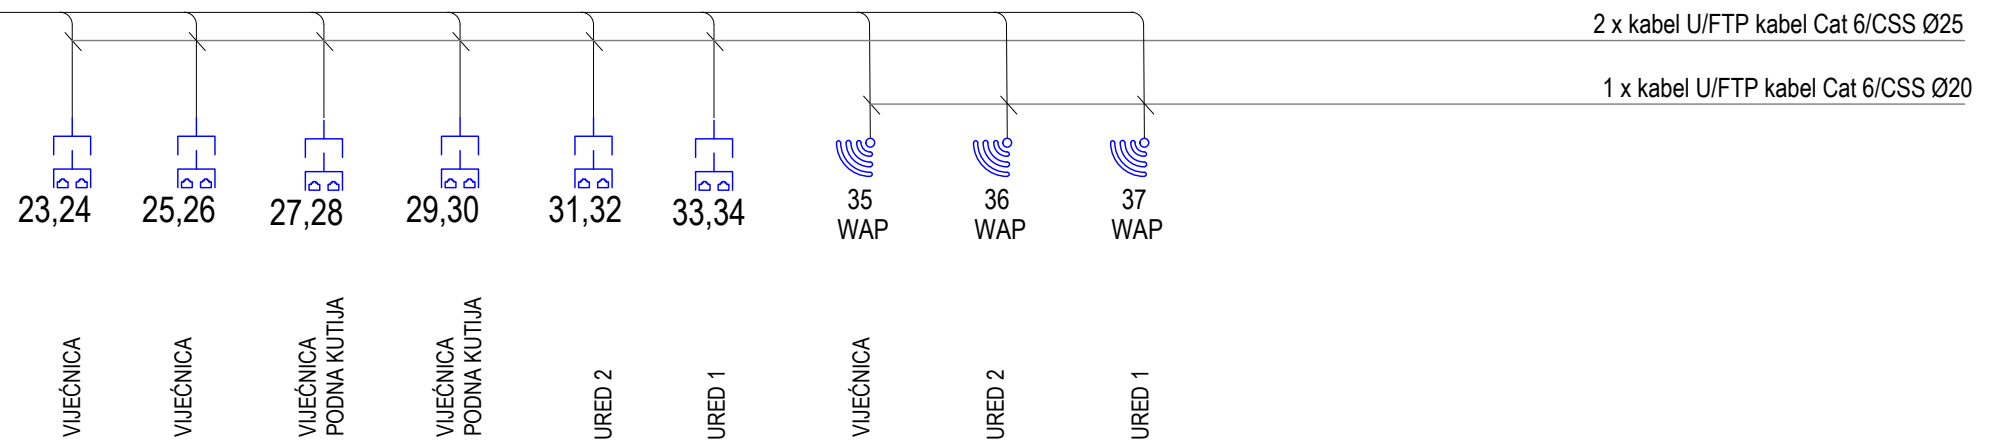 2 x kabel U/FTP kabel Cat 6/CSS Ø25
1 x kabel U/FTP kabel Cat 6/CSS Ø20
23,24
25,26
27,28
29,30
31,32
33,34
35
WAP
36
WAP
37
WAP
VIJEĆNICA
VIJEĆNICA
VIJEĆNICA
PODNA KUTIJA
VIJEĆNICA
PODNA KUTIJA
URED 2
URED 1
VIJEĆNICA
URED 2
URED 1